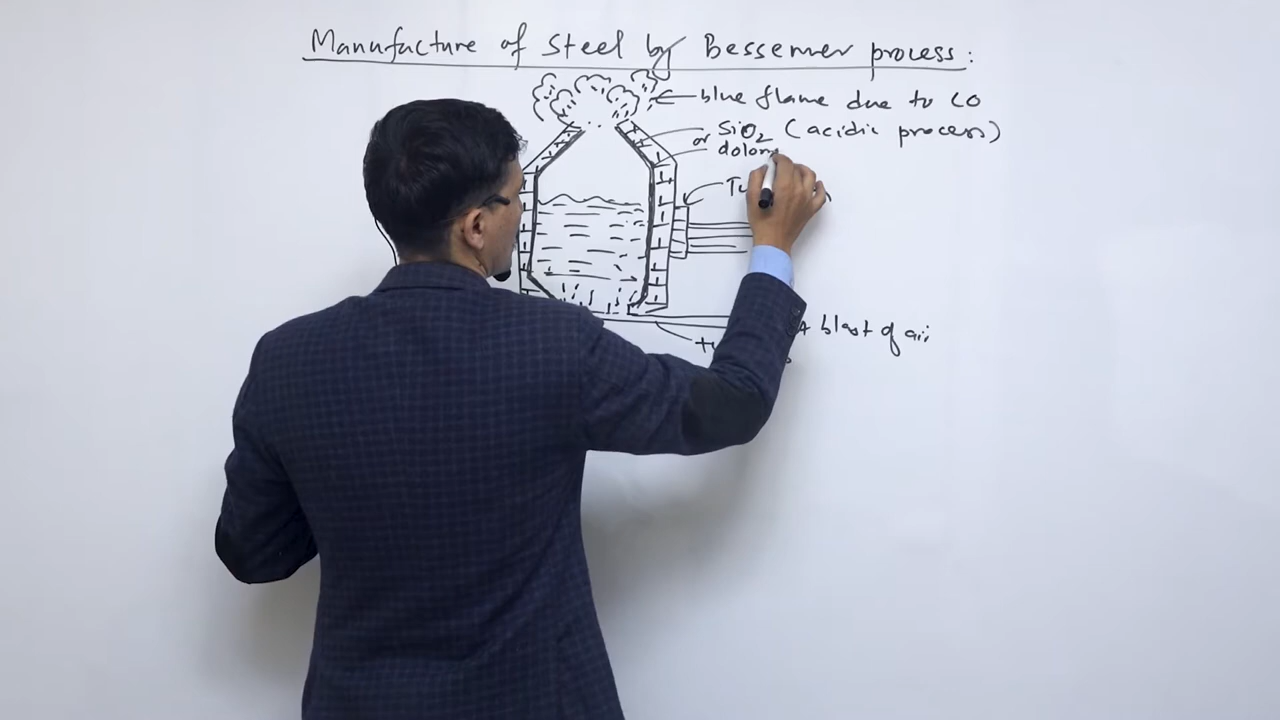 Manufacture of Steel by Bessemer process:
blue flame due to CO
SiO2 (acidic process)
or
blast of air